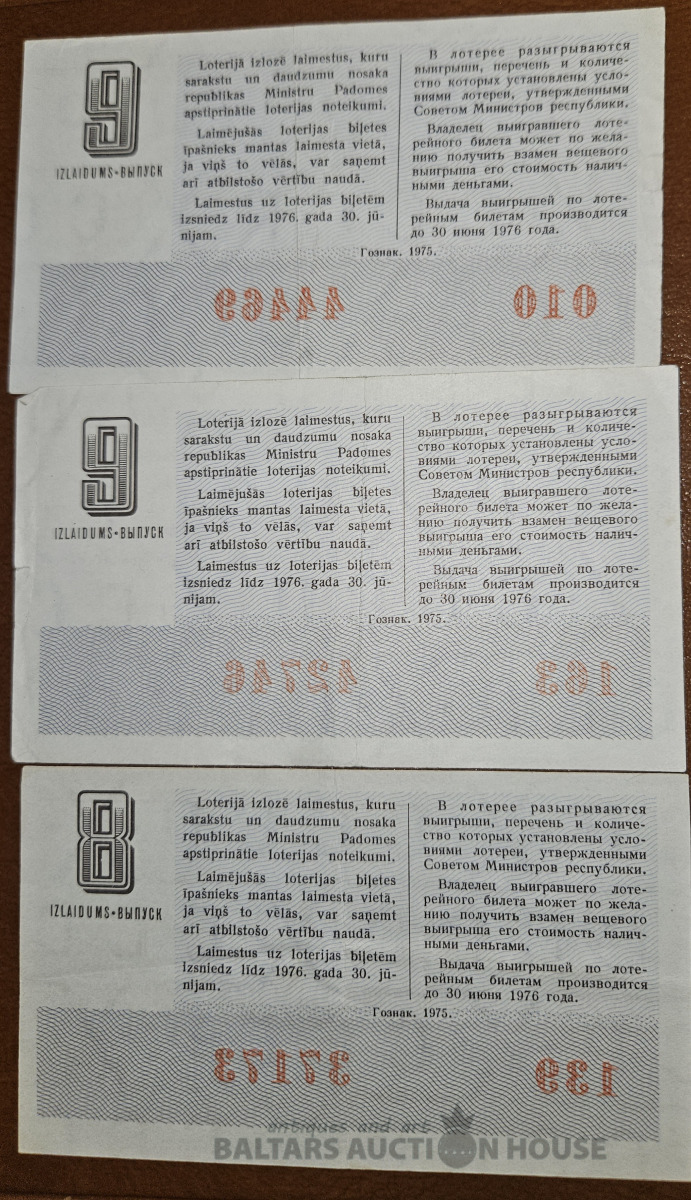 9
IZLAIDUMS•ВЫПУСК
Loterijā izlozē laimestus, kuru
sarakstu un daudzumu nosaka
republikas Ministru Padomes
apstiprinātie loterijas noteikumi.
Laimējušās loterijas biļetes
īpašnieks mantas laimesta vietā,
ja viņš to vēlās, var saņemt
arī atbilstošo vērtību naudā.
Laimestus uz loterijas biļetēm
izsniedz līdz 1976. gada 30. jū-
nijam.
В лотерее разыгрываются
выигрыши, перечень и количе-
ство которых установлены усло-
виями лотереи, утвержденными
Советом Министров республики.
Владелец выигравшего лоте-
рейного билета может по жела-
нию получить взамен вещевого
выигрыша его стоимость налич-
ными деньгами.
Выдача выигрышей по лоте-
рейным билетам производится
до 30 июня 1976 года.
Гознак. 1975.
44469
010
9
IZLAIDUMS•ВЫПУСК
Loterijā izlozē laimestus, kuru
sarakstu un daudzumu nosaka
republikas Ministru Padomes
apstiprinātie loterijas noteikumi.
Laimējušās loterijas biļetes
īpašnieks mantas laimesta vietā,
ja viņš to vēlās, var saņemt
arī atbilstošo vērtību naudā.
Laimestus uz loterijas biļetēm
izsniedz līdz 1976. gada 30. jū-
nijam.
В лотерее разыгрываются
выигрыши, перечень и количе-
ство которых установлены усло-
виями лотереи, утвержденными
Советом Министров республики.
Владелец выигравшего лоте-
рейного билета может по жела-
нию получить взамен вещевого
выигрыша его стоимость налич-
ными деньгами.
Выдача выигрышей по лоте-
рейным билетам производится
до 30 июня 1976 года.
Гознак. 1975.
42746
163
8
IZLAIDUMS•ВЫПУСК
Loterijā izlozē laimestus, kuru
sarakstu un daudzumu nosaka
republikas Ministru Padomes
apstiprinātie loterijas noteikumi.
Laimējušās loterijas biļetes
īpašnieks mantas laimesta vietā,
ja viņš to vēlās, var saņemt
arī atbilstošo vērtību naudā.
Laimestus uz loterijas biļetēm
izsniedz līdz 1976. gada 30. jū-
nijam.
В лотерее разыгрываются
выигрыши, перечень и количе-
ство которых установлены усло-
виями лотереи, утвержденными
Советом Министров республики.
Владелец выигравшего лоте-
рейного билета может по жела-
нию получить взамен вещевого
выигрыша его стоимость налич-
ными деньгами.
Выдача выигрышей по лоте-
рейным билетам производится
до 30 июня 1976 года.
Гознак. 1975.
37173
139
antiques and art
BALTARS AUCTION HOUSE